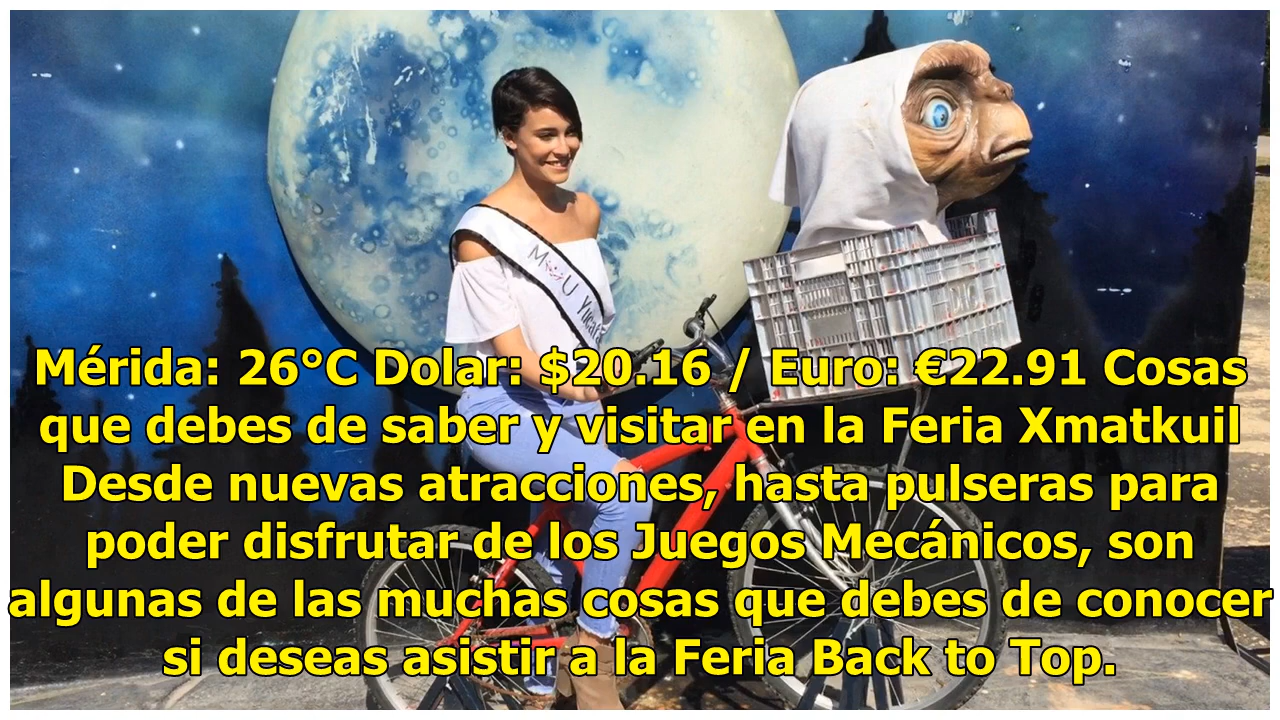 M U Yucat
Mérida: 26°C Dolar: $20.16 / Euro: €22.91 Cosas
que debes de saber y visitar en la Feria Xmatkuil
Desde nuevas atracciones, hasta pulseras para
poder disfrutar de los Juegos Mecánicos, son
algunas de las muchas cosas que debes de conocer
si deseas asistir a la Feria Back to Top.